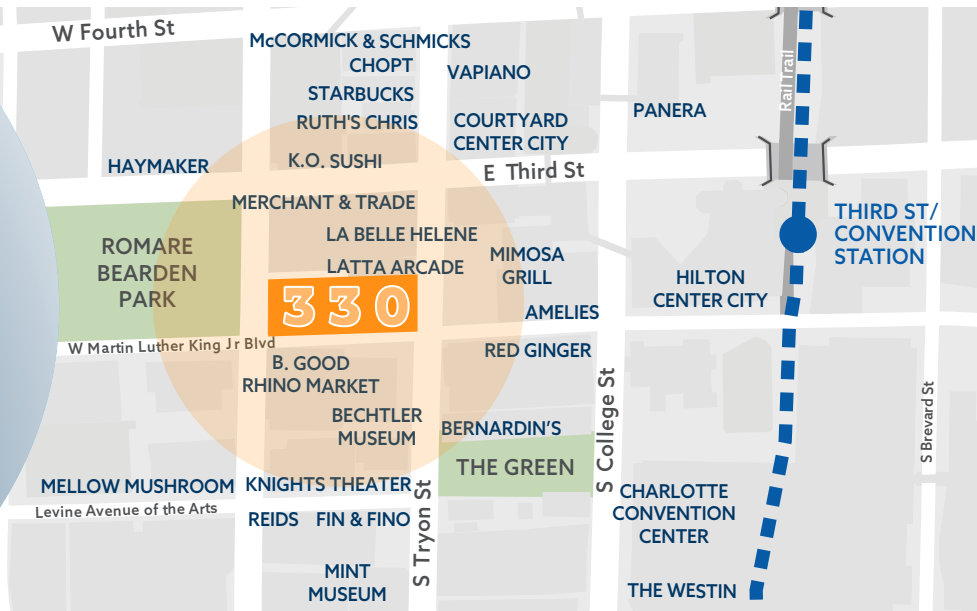 W Fourth St
McCORMICK & SCHMICKS
CHOPT
VAPIANO
STARBUCKS
Rail Trail
PANERA
RUTH'S CHRIS
COURTYARD
CENTER CITY
HAYMAKER
K.O. SUSHI
E Third St
MERCHANT & TRADE
THIRD ST/
CONVENTION
STATION
LA BELLE HELENE
ROMARE
BEARDEN
PARK
LATTA ARCADE
MIMOSA
GRILL
HILTON
CENTER CITY
330
AMELIES
W Martin Luther King Jr Blvd
RED GINGER
B. GOOD
RHINO MARKET
BECHTLER
MUSEUM
BERNARDIN'S
S College St
S Brevard St
THE GREEN
MELLOW MUSHROOM
KNIGHTS THEATER
Levine Avenue of the Arts
REIDS
FIN & FINO
S Tryon St
CHARLOTTE
CONVENTION
CENTER
MINT
MUSEUM
THE WESTIN